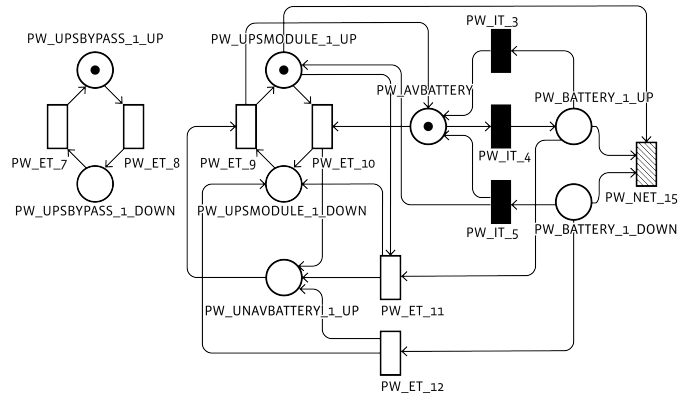 PW_IT_3
PW_UPSBYPASS_1_UP
PW_UPSMODULE_1_UP
PW_AVBATTERY
PW_BATTERY_1_UP
PW_ET_7
PW_ET_8
PW_ET_9
PW_ET_10
PW_IT_4
PW_NET_15
PW_UPSBYPASS_1_DOWN
PW_UPSMODULE_1_DOWN
PW_IT_5
PW_BATTERY_1_DOWN
PW_UNAVBATTERY_1_UP
PW_ET_11
PW_ET_12